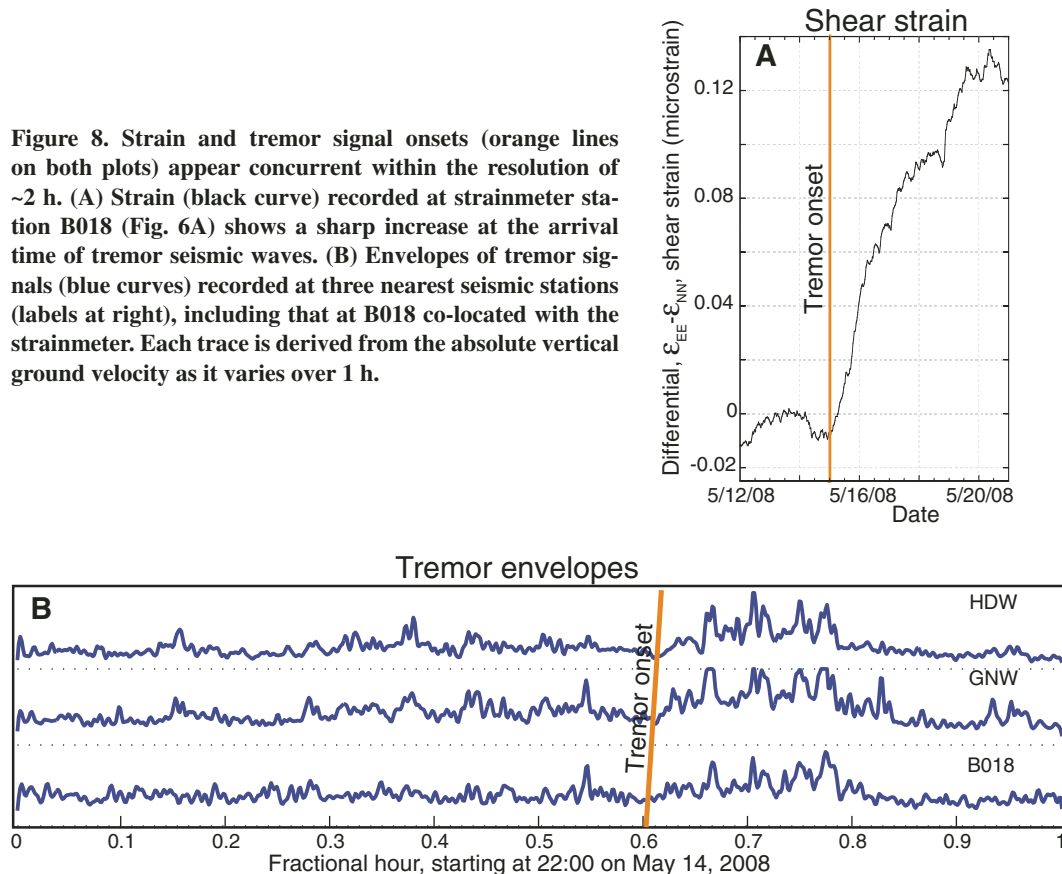 Figure 8. Strain and tremor signal onsets (orange lines
on both plots) appear concurrent within the resolution of
~2 h. (A) Strain (black curve) recorded at strainmeter sta-
tion B018 (Fig. 6A) shows a sharp increase at the arrival
time of tremor seismic waves. (B) Envelopes of tremor sig-
nals (blue curves) recorded at three nearest seismic stations
(labels at right), including that at B018 co-located with the
strainmeter. Each trace is derived from the absolute vertical
ground velocity as it varies over 1 h.
Shear strain
A
Differential, εEE-εNN, shear strain (microstrain)
0.12
0.08
0.04
0
-0.02
Tremor onset
5/12/08 5/16/08 5/20/08
Date
Tremor envelopes
B
HDW
GNW
B018
Tremor onset
0 0.1 0.2 0.3 0.4 0.5 0.6 0.7 0.8 0.9 1
Fractional hour, starting at 22:00 on May 14, 2008